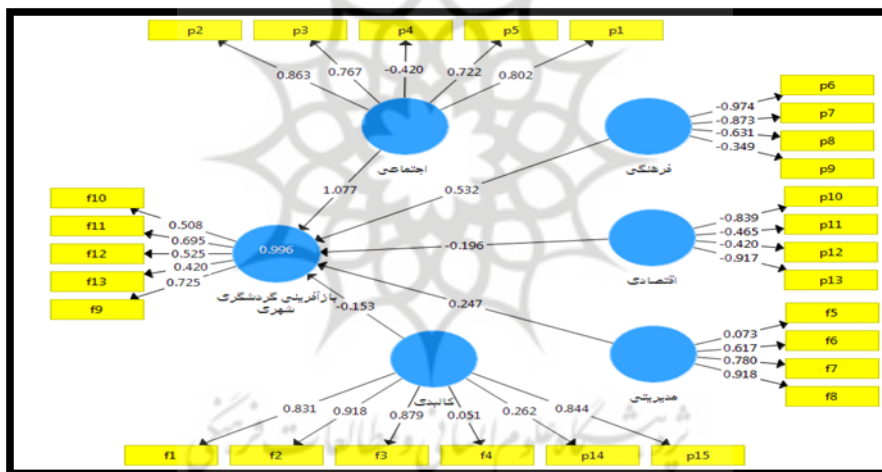 p2 p3 p4 p5 p1
0.863 0.767 -0.420 0.722 0.802
اجتماعی
1.077
p6
p7
p8
p9
-0.974
-0.873
-0.631
-0.349
فرهنگی
0.532
f10
f11
f12
f13
f9
0.508
0.695
0.525
0.420
0.725
0.996
بازآفرینی گردشگری
شهری
p10
p11
p12
p13
-0.839
-0.465
-0.420
-0.917
اقتصادی
-0.196
f5
f6
f7
f8
0.073
0.617
0.780
0.918
مدیریتی
0.247
-0.153
کالبدی
0.831 0.918 0.879 0.051 0.262 0.844
f1 f2 f3 f4 p14 p15
پژوهشگاه علوم انسانی و مطالعات فرهنگی